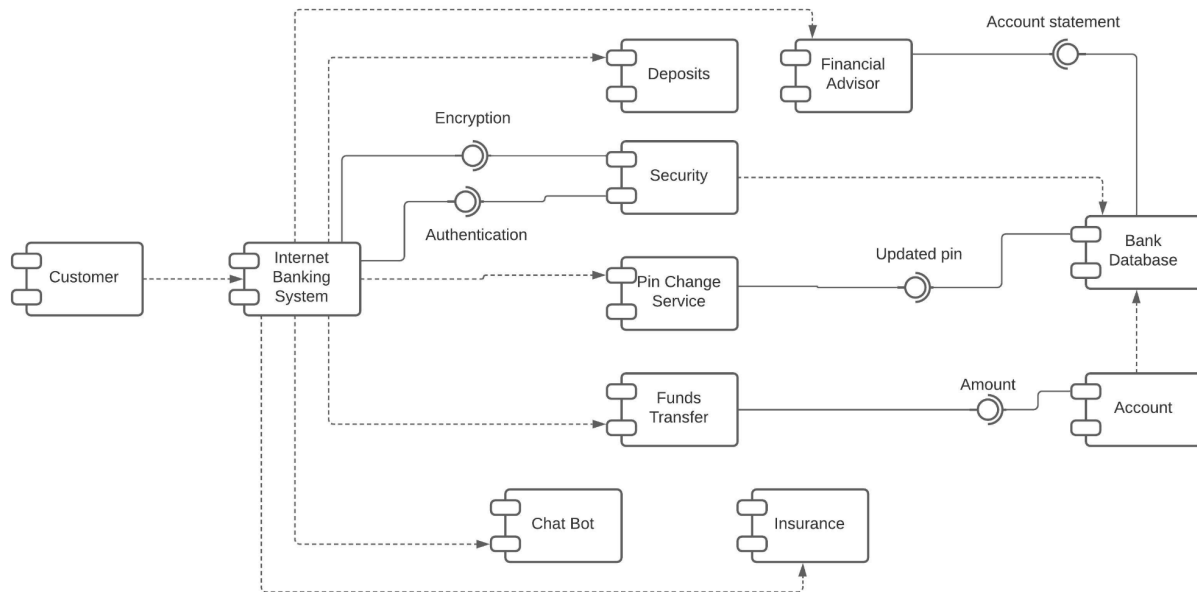 Account statement
Deposits
Financial
Advisor
Encryption
Security
Authentication
Customer
Internet
Banking
System
Pin Change
Service
Updated pin
Bank
Database
Funds
Transfer
Amount
Account
Chat Bot
Insurance